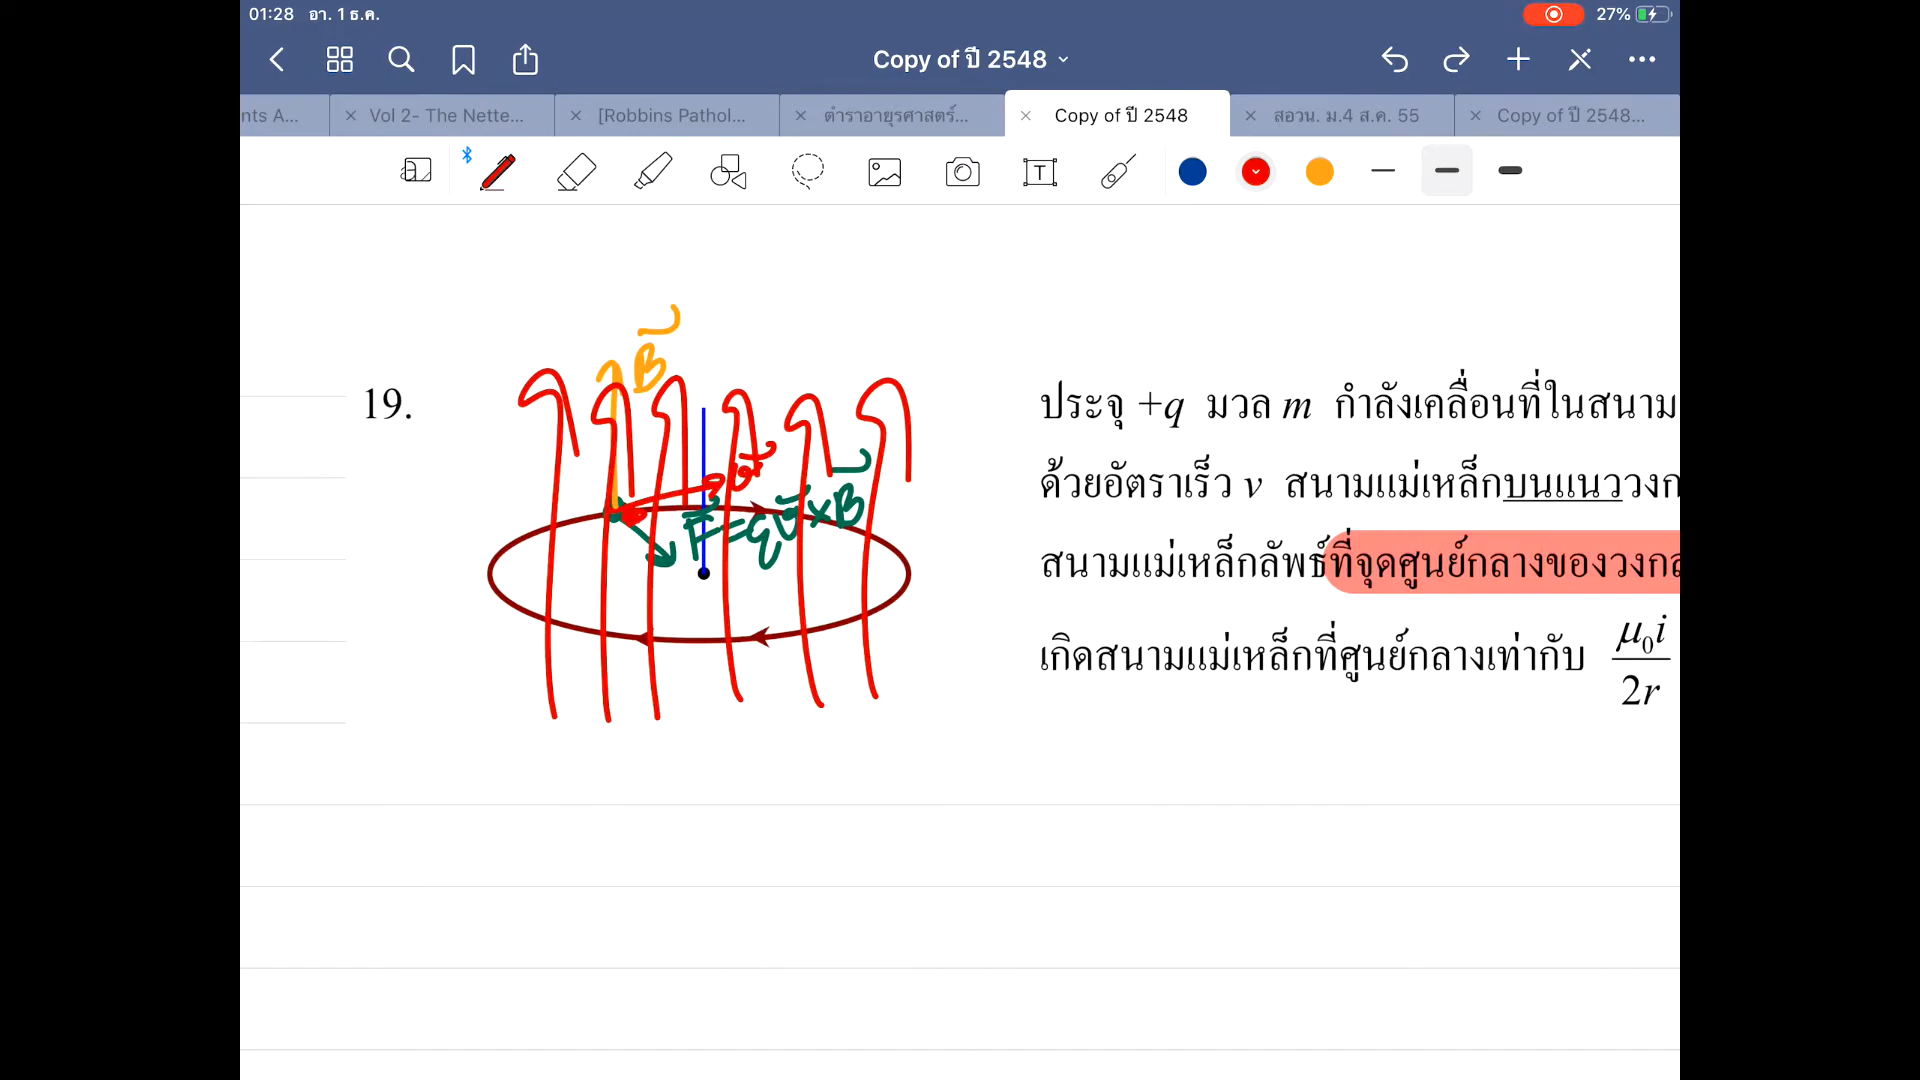 01:28 อา. 1 ธ.ค.
27%
Copy of ปี 2548
nts A...
Vol 2- The Nette...
[Robbins Pathol...
ตำราอายุรศาสตร์...
Copy of ปี 2548
สอวน. ม.4 ส.ค. 55
Copy of ปี 2548...
T
B
19.
ประจุ +q มวล m กำลังเคลื่อนที่ในสนาม
v
F = qv × B
ด้วยอัตราเร็ว v สนามแม่เหล็กบนแนววงก
สนามแม่เหล็กลัพธ์ที่จุดศูนย์กลางของวงกล
เกิดสนามแม่เหล็กที่ศูนย์กลางเท่ากับ μ₀i
2r